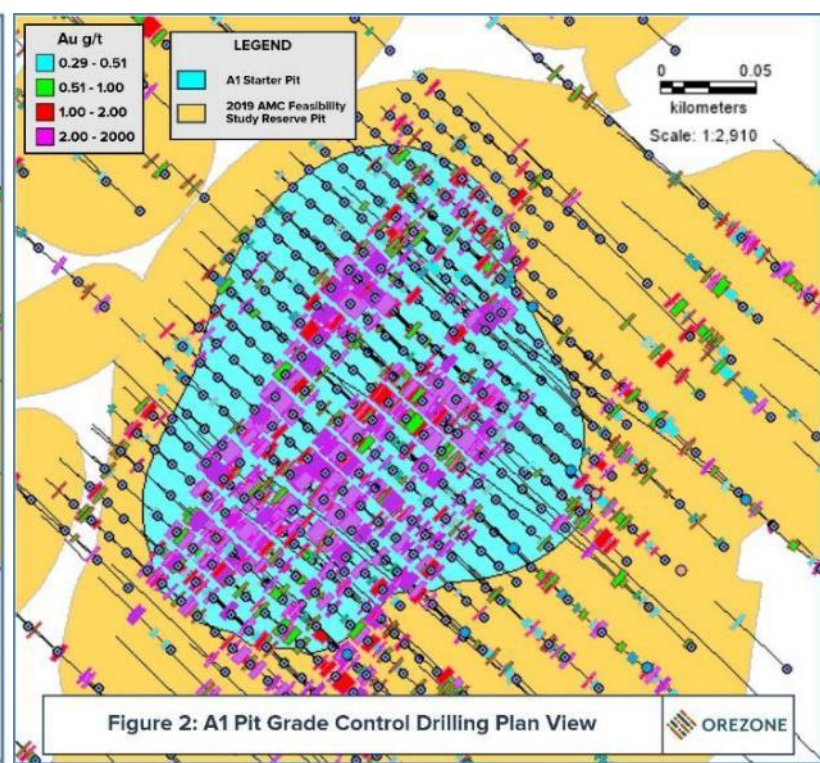 Au g/t
0.29 - 0.51
0.51 - 1.00
1.00 - 2.00
2.00 - 2000
LEGEND
A1 Starter Pit
2019 AMC Feasibility
Study Reserve Pit
0 0.05
kilometers
Scale: 1:2,910
Figure 2: A1 Pit Grade Control Drilling Plan View
OREZONE